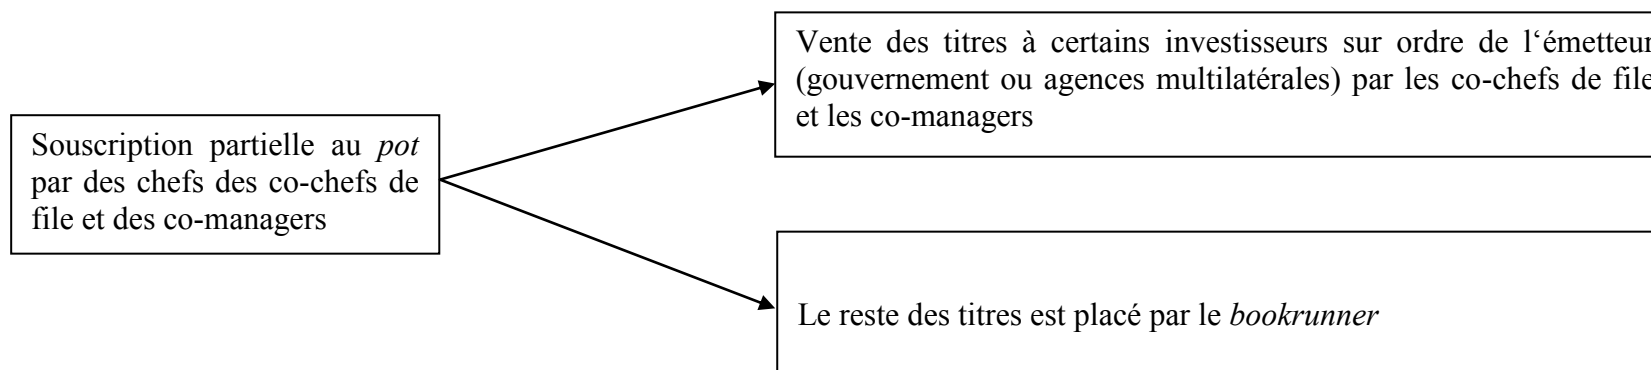 Vente des titres à certains investisseurs sur ordre de l‘émetteur
(gouvernement ou agences multilatérales) par les co-chefs de file
et les co-managers
Souscription partielle au pot
par des chefs des co-chefs de
file et des co-managers
Le reste des titres est placé par le bookrunner